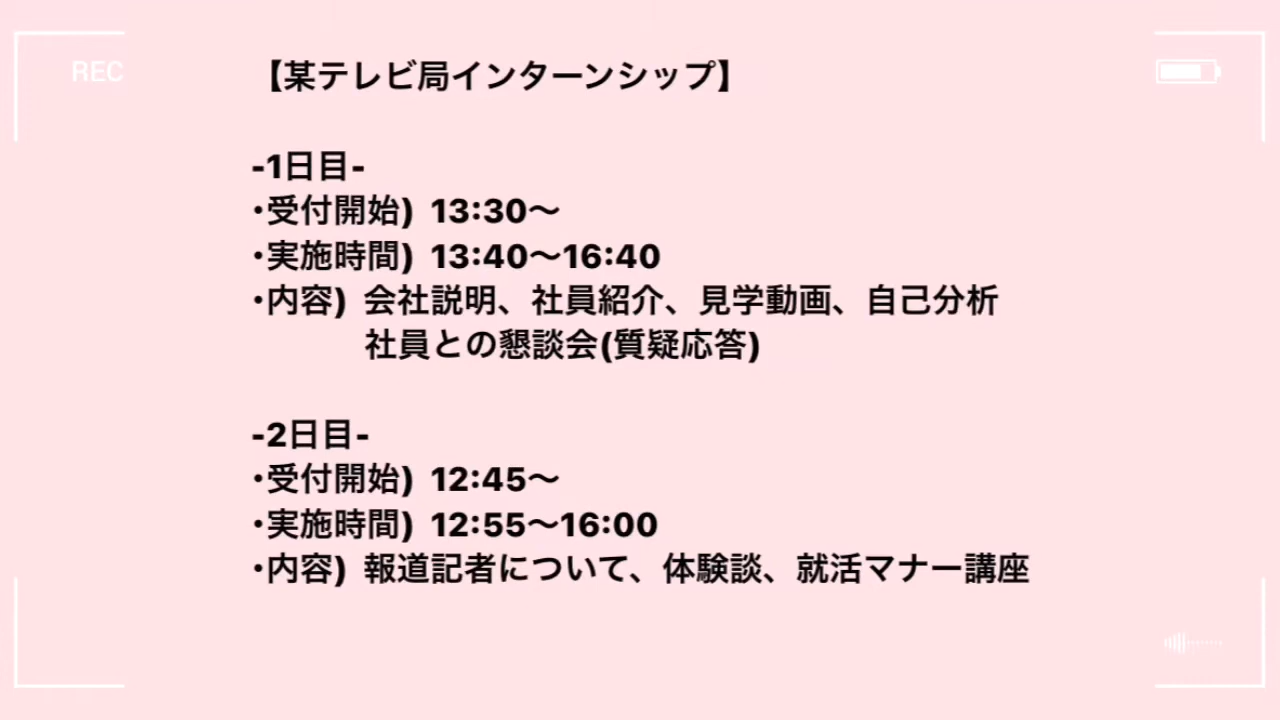 REC
【某テレビ局インターンシップ】
-1日目-
・受付開始) 13:30〜
・実施時間) 13:40〜16:40
・内容) 会社説明、社員紹介、見学動画、自己分析
社員との懇談会(質疑応答)
-2日目-
・受付開始) 12:45〜
・実施時間) 12:55〜16:00
・内容) 報道記者について、体験談、就活マナー講座